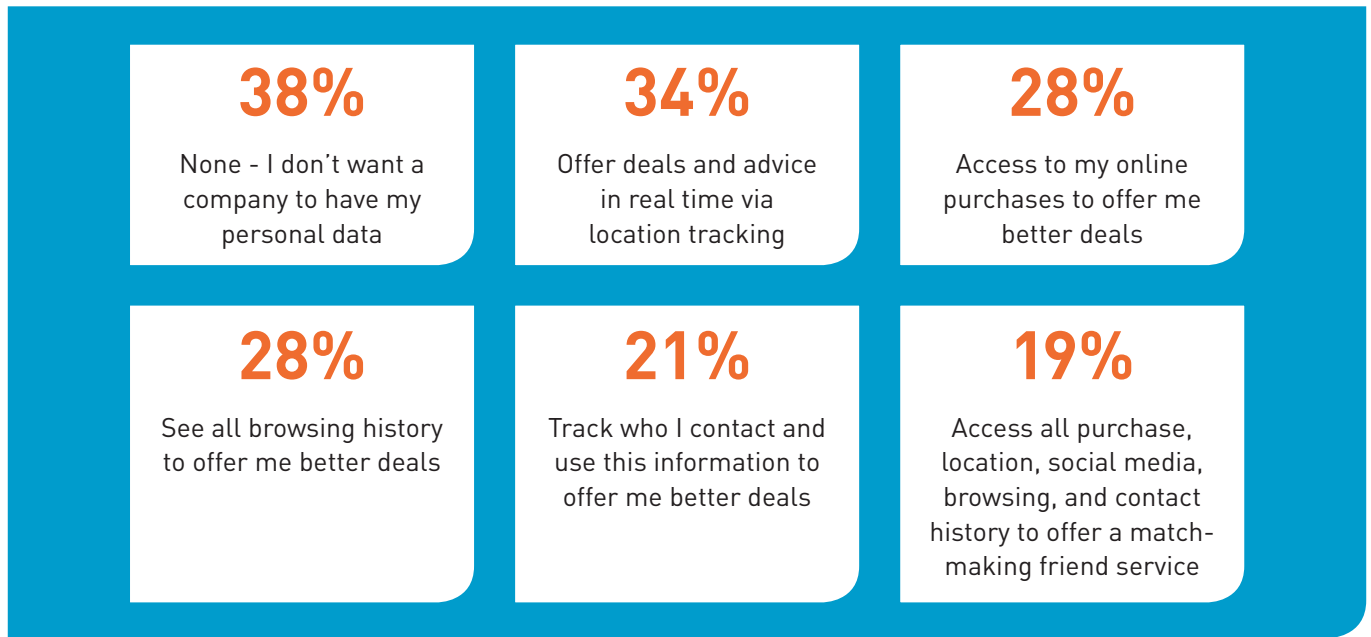 38%
None - I don’t want a
company to have my
personal data
34%
Offer deals and advice
in real time via
location tracking
28%
Access to my online
purchases to offer me
better deals
28%
See all browsing history
to offer me better deals
21%
Track who I contact and
use this information to
offer me better deals
19%
Access all purchase,
location, social media,
browsing, and contact
history to offer a match-
making friend service